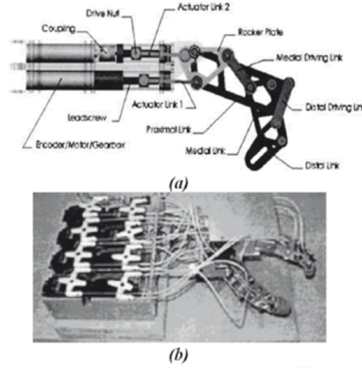 Drive Nut
Actuator Link 2
Coupling
Rocker Plate
Medial Driving Link
Distal Driving Lin
Actuator Link 1
Leadscrew
Proximal Link
Encoder/Motor/Gearbox
Medial Link
Distal Link
(a)
(b)